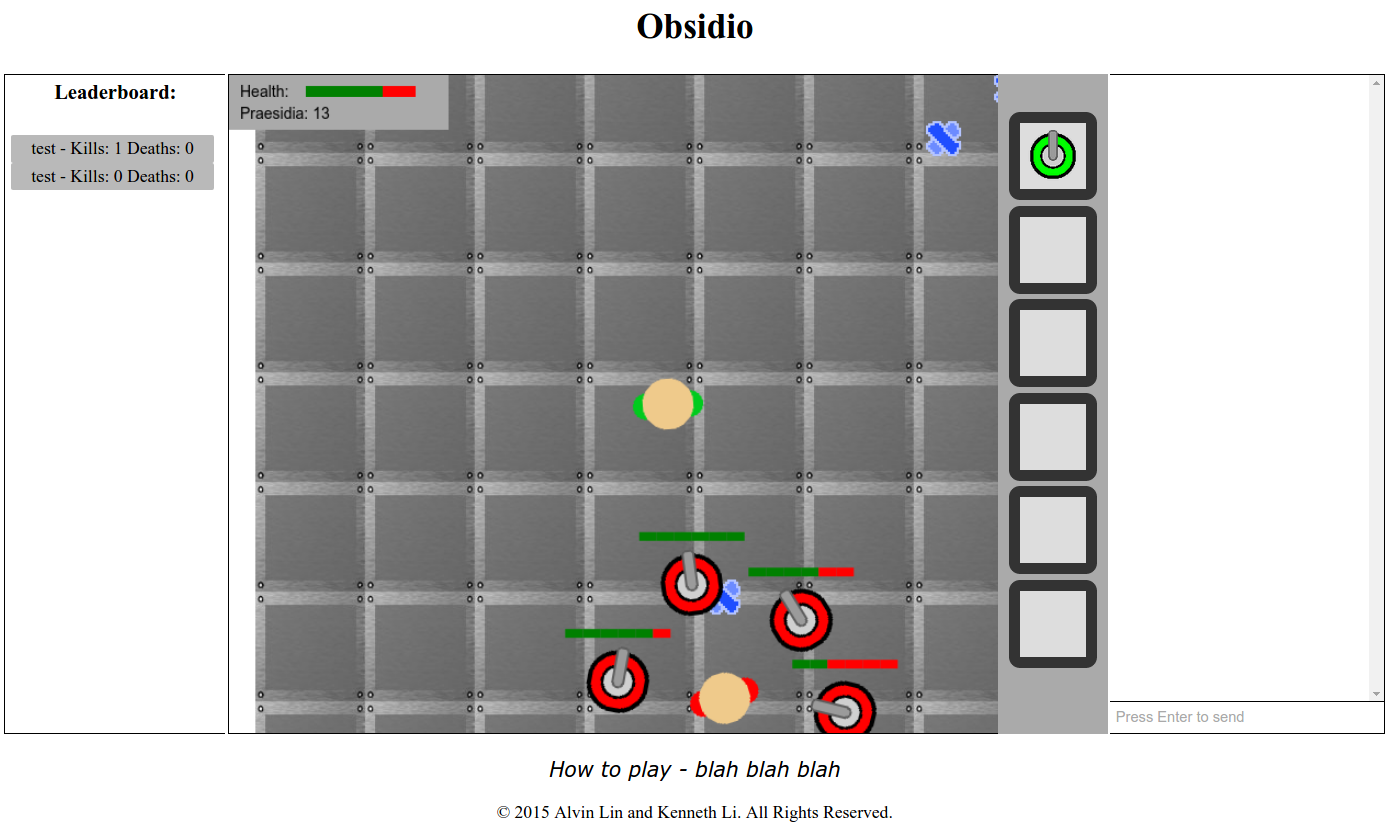 Obsidio
Leaderboard:
test - Kills: 1 Deaths: 0
test - Kills: 0 Deaths: 0
Health:
Praesidia: 13
Press Enter to send
How to play - blah blah blah
© 2015 Alvin Lin and Kenneth Li. All Rights Reserved.